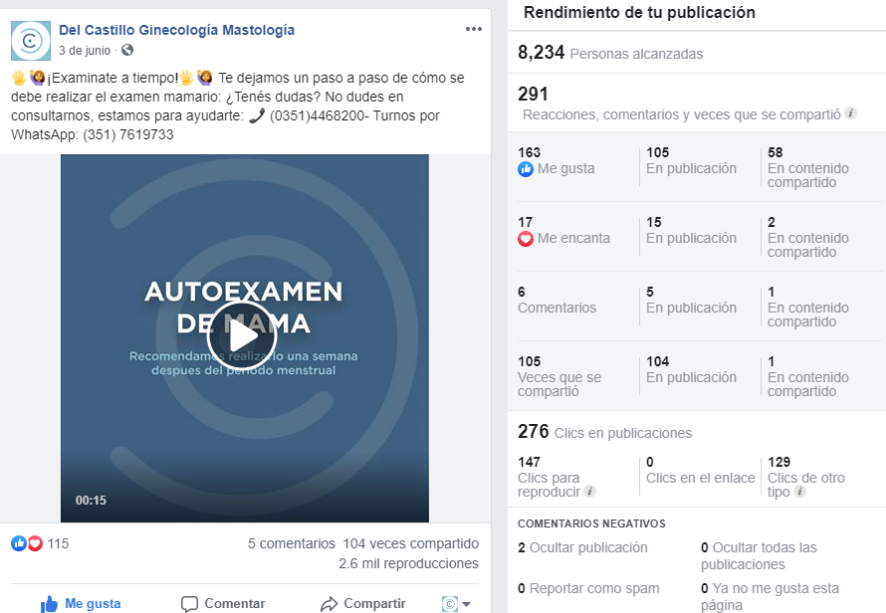 Del Castillo Ginecología Mastología
3 de junio ·
¡Examinate a tiempo! Te dejamos un paso a paso de cómo se
debe realizar el examen mamario: ¿Tenés dudas? No dudes en
consultarnos, estamos para ayudarte: (0351)4468200- Turnos por
WhatsApp: (351) 7619733
AUTOEXAMEN
DE MAMA
Recomendamos realizarlo una semana
despues del período menstrual
00:15
115
5 comentarios 104 veces compartido
2.6 mil reproducciones
Me gusta Comentar Compartir
Rendimiento de tu publicación
8,234 Personas alcanzadas
291
Reacciones, comentarios y veces que se compartió
163 105 58
Me gusta En publicación En contenido
compartido
17 15 2
Me encanta En publicación En contenido
compartido
6 5 1
Comentarios En publicación En contenido
compartido
105 104 1
Veces que se En publicación En contenido
compartió compartido
276 Clics en publicaciones
147 0 129
Clics para Clics en el enlace Clics de otro
reproducir tipo
COMENTARIOS NEGATIVOS
2 Ocultar publicación 0 Ocultar todas las
publicaciones
0 Reportar como spam 0 Ya no me gusta esta
página